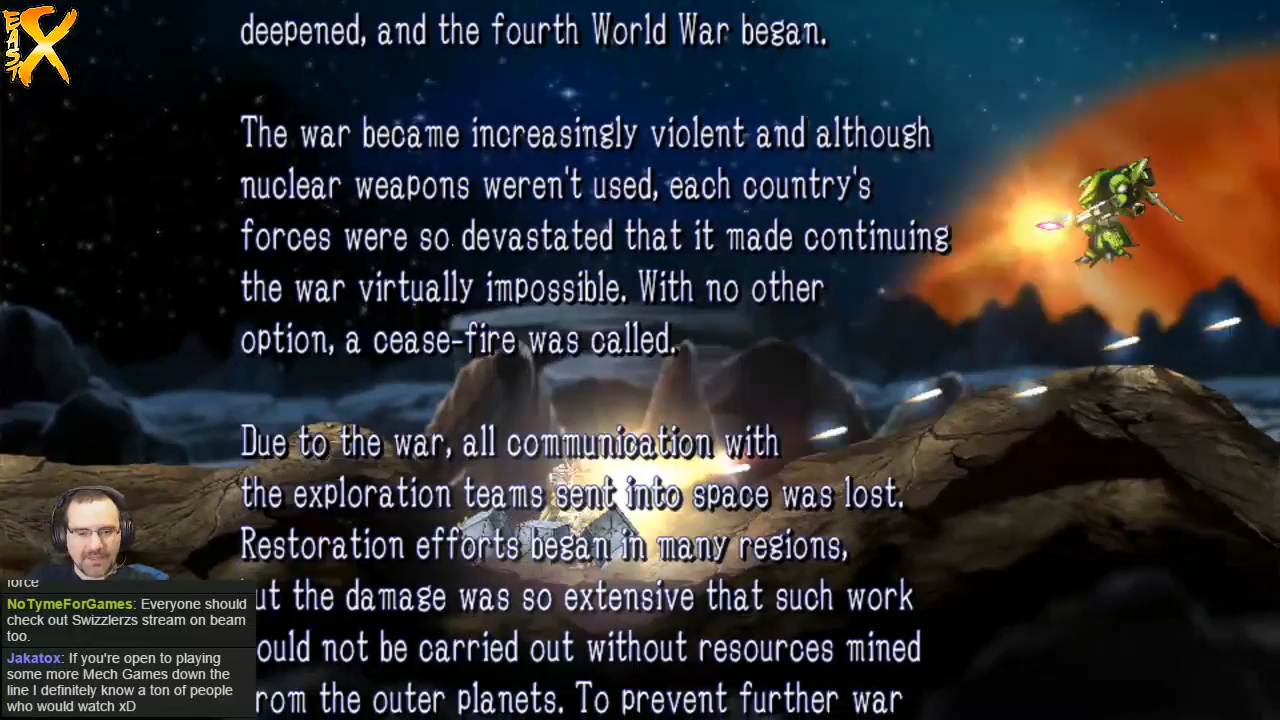 EAST X
deepened, and the fourth World War began.
The war became increasingly violent and although
nuclear weapons weren't used, each country's
forces were so devastated that it made continuing
the war virtually impossible. With no other
option, a cease-fire was called.
Due to the war, all communication with
the exploration teams sent into space was lost.
Restoration efforts began in many regions,
ut the damage was so extensive that such work
ould not be carried out without resources mined
rom the outer planets. To prevent further war
force
NoTymeForGames: Everyone should
check out Swizzlerzs stream on beam
too.
Jakatox: If you're open to playing
some more Mech Games down the
line I definitely know a ton of people
who would watch xD